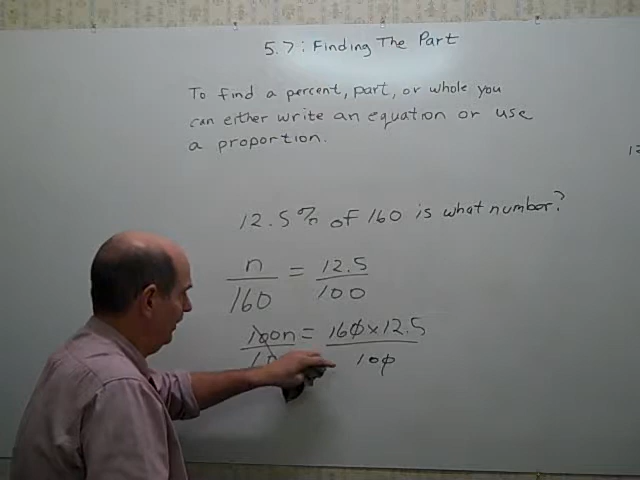 5.7: Finding The Part
To find a percent, part, or whole you
can either write an equation or use
a proportion.
12.5% of 160 is what number?
n/160 = 12.5/100
100n = 160 x 12.5
10 100